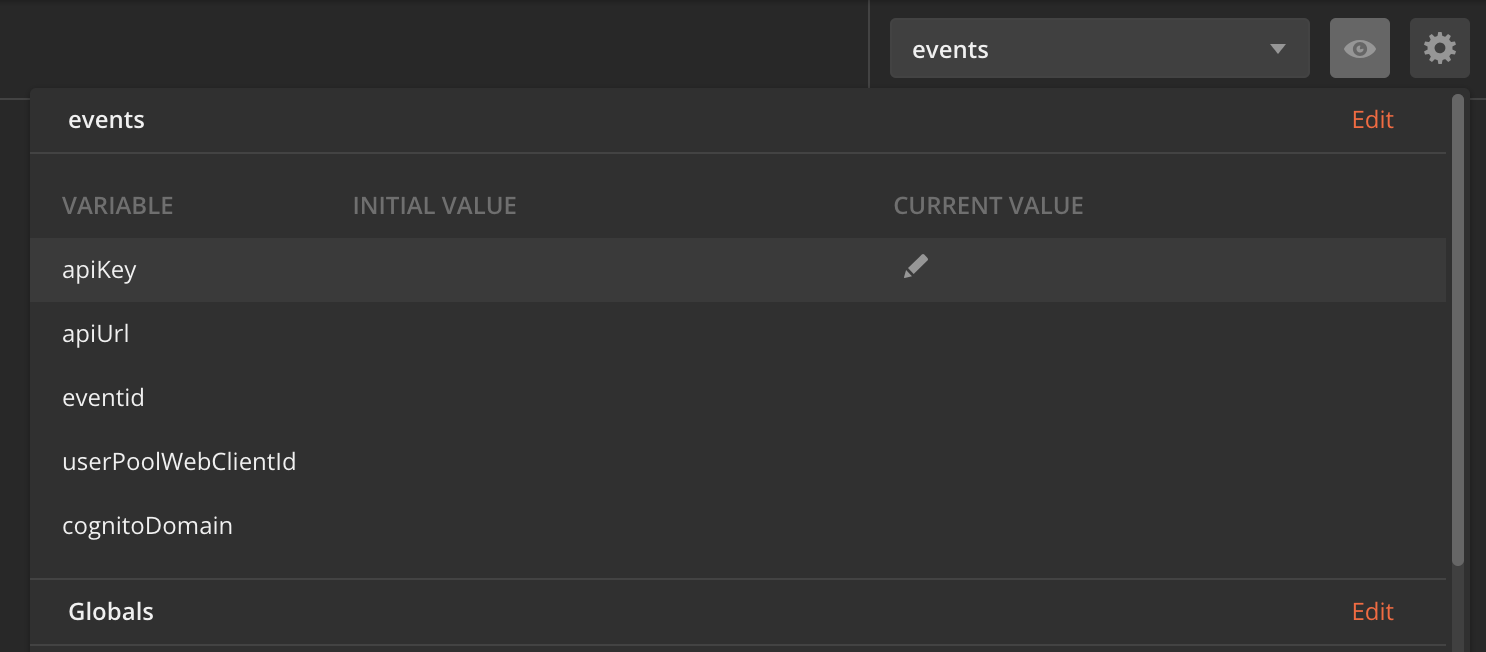 events
events Edit
VARIABLE INITIAL VALUE CURRENT VALUE
apiKey
apiUrl
eventid
userPoolWebClientId
cognitoDomain
Globals Edit